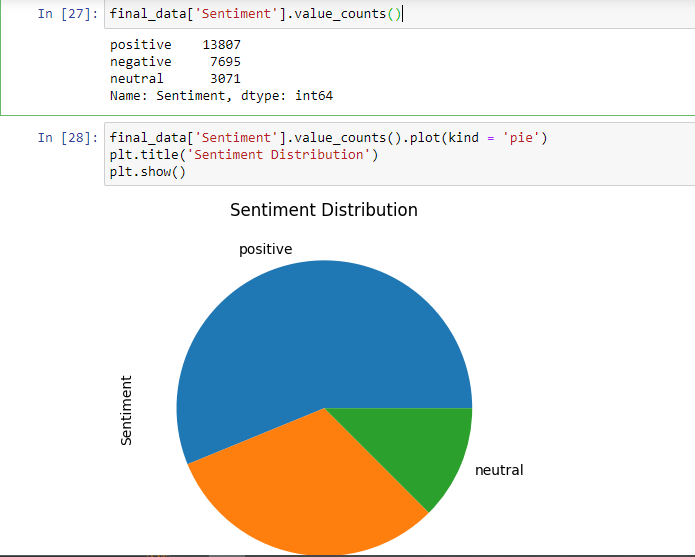 In [27]: final_data['Sentiment'].value_counts()
positive    13807
negative     7695
neutral      3071
Name: Sentiment, dtype: int64
In [28]: final_data['Sentiment'].value_counts().plot(kind = 'pie')
plt.title('Sentiment Distribution')
plt.show()
Sentiment Distribution
positive
Sentiment
neutral